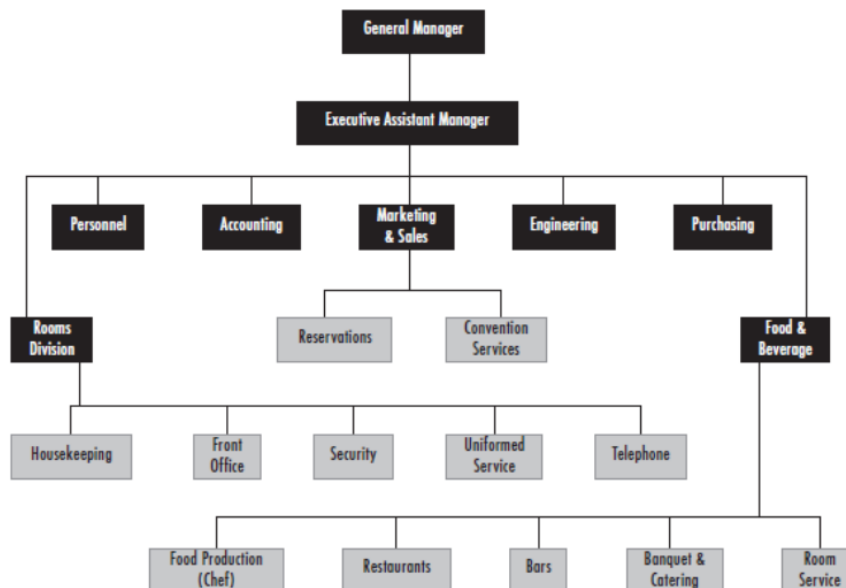 General Manager
Executive Assistant Manager
Personnel
Accounting
Marketing
& Sales
Engineering
Purchasing
Rooms
Division
Reservations
Convention
Services
Food &
Beverage
Housekeeping
Front
Office
Security
Uniformed
Service
Telephone
Food Production
(Chef)
Restaurants
Bars
Banquet &
Catering
Room
Service